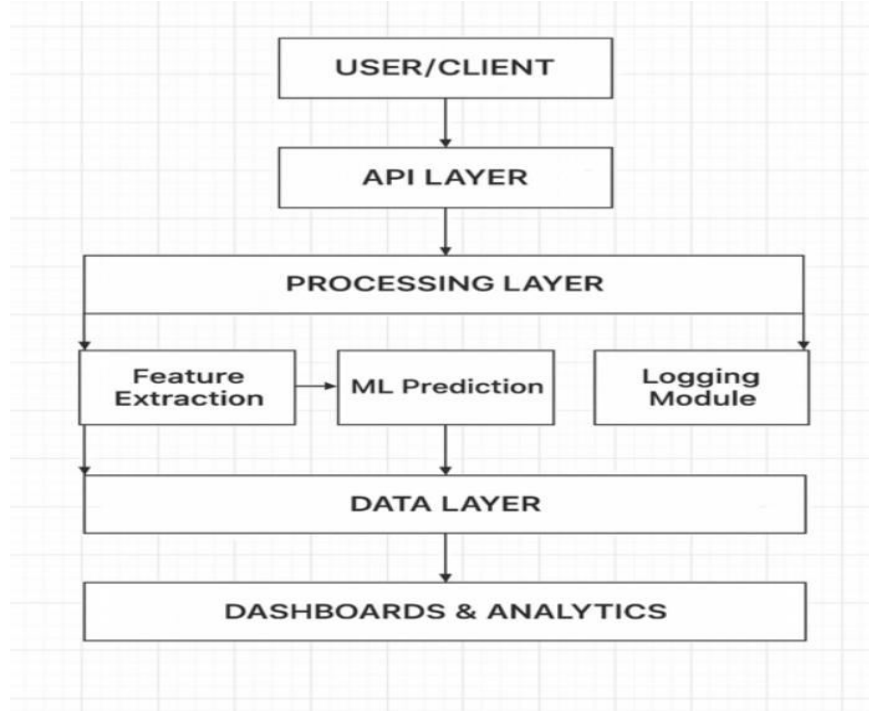 USER/CLIENT
API LAYER
PROCESSING LAYER
Feature
Extraction
ML Prediction
Logging
Module
DATA LAYER
DASHBOARDS & ANALYTICS